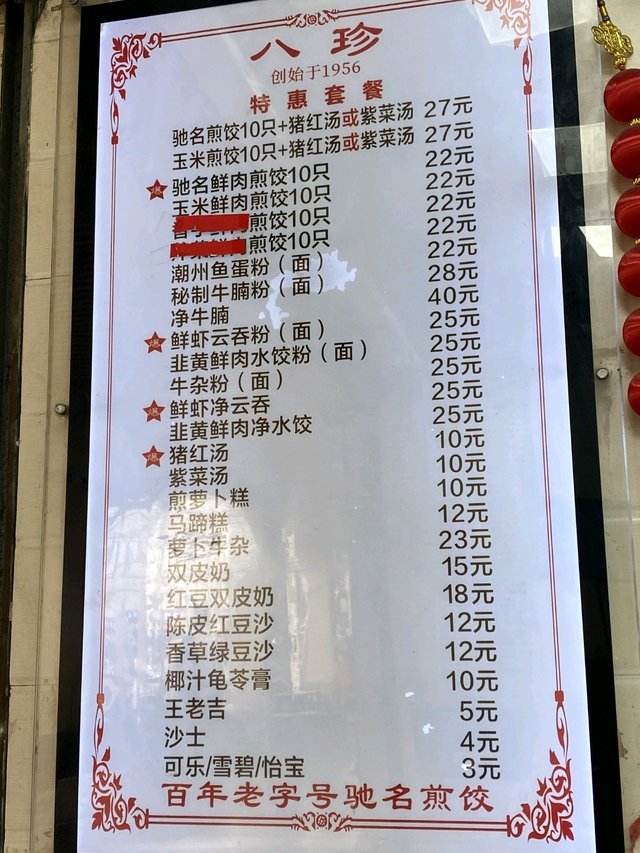 八珍
创始于1956
特惠套餐
驰名煎饺10只+猪红汤或紫菜汤 27元
玉米煎饺10只+猪红汤或紫菜汤 27元
驰名鲜肉煎饺10只 22元
玉米鲜肉煎饺10只 22元
煎饺10只 22元
煎饺10只 22元
潮州鱼蛋粉（面） 22元
秘制牛腩粉（面） 28元
净牛腩 40元
鲜虾云吞粉（面） 25元
韭黄鲜肉水饺粉（面） 25元
牛杂粉（面） 25元
鲜虾净云吞 25元
韭黄鲜肉净水饺 25元
猪红汤 10元
紫菜汤 10元
煎萝卜糕 10元
马蹄糕 12元
萝卜牛杂 23元
双皮奶 15元
红豆双皮奶 18元
陈皮红豆沙 12元
香草绿豆沙 12元
椰汁龟苓膏 10元
王老吉 5元
沙士 4元
可乐/雪碧/怡宝 3元
百年老字号驰名煎饺